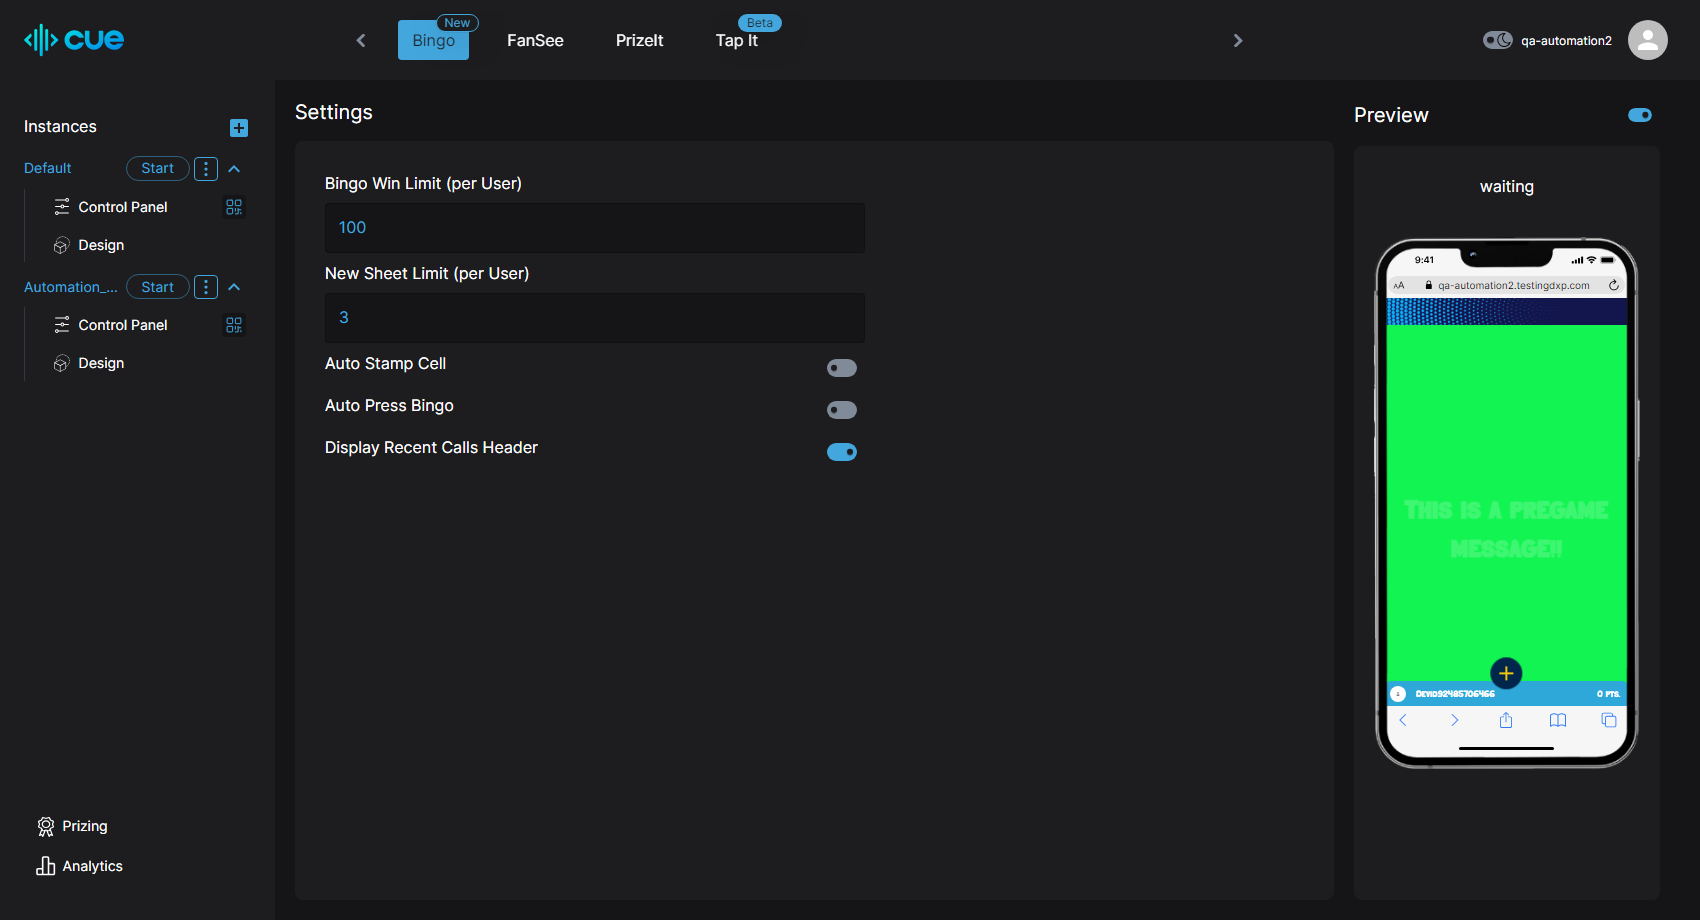 cue
Bingo
New
FanSee
PrizeIt
Tap It
Beta
qa-automation2
Instances
Default
Start
Control Panel
Design
Automation_...
Start
Control Panel
Design
Prizing
Analytics
Settings
Bingo Win Limit (per User)
100
New Sheet Limit (per User)
3
Auto Stamp Cell
Auto Press Bingo
Display Recent Calls Header
Preview
waiting
9:41
AA
qa-automation2.testingdxp.com
This is a pregame
message!!
Devid92485706466
0 pts.